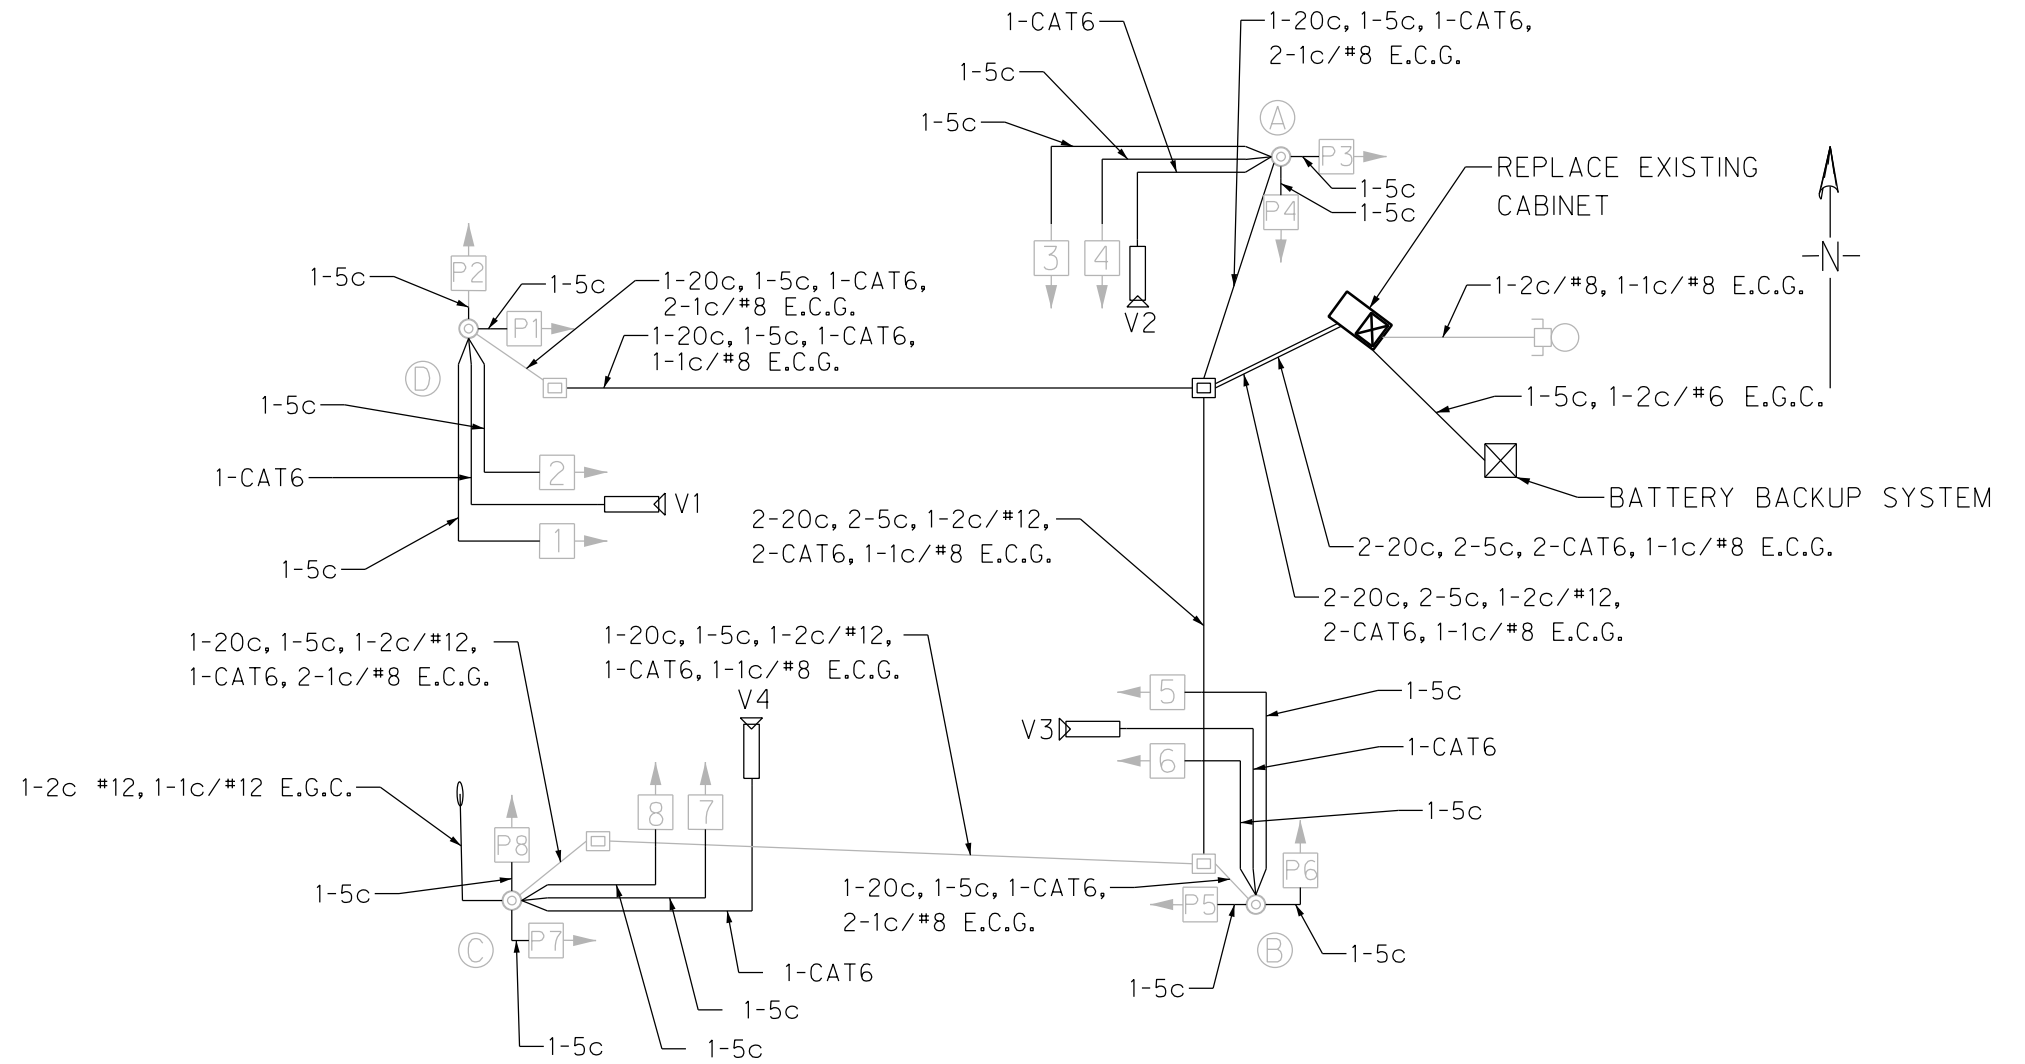 1-CAT6
1-20c, 1-5c, 1-CAT6,
2-1c/#8 E.C.G.
1-5c
1-5c
A
P3
1-5c
1-5c
P4
3
4
V2
REPLACE EXISTING
CABINET
N
1-2c/#8, 1-1c/#8 E.C.G.
1-5c, 1-2c/#6 E.G.C.
BATTERY BACKUP SYSTEM
P2
1-5c
1-5c
P1
1-20c, 1-5c, 1-CAT6,
2-1c/#8 E.C.G.
1-20c, 1-5c, 1-CAT6,
1-1c/#8 E.C.G.
D
1-5c
1-CAT6
2
V1
1
1-5c
2-20c, 2-5c, 1-2c/#12,
2-CAT6, 1-1c/#8 E.C.G.
2-20c, 2-5c, 2-CAT6, 1-1c/#8 E.C.G.
2-20c, 2-5c, 1-2c/#12,
2-CAT6, 1-1c/#8 E.C.G.
1-20c, 1-5c, 1-2c/#12,
1-CAT6, 2-1c/#8 E.C.G.
1-20c, 1-5c, 1-2c/#12,
1-CAT6, 1-1c/#8 E.C.G.
V4
5
1-5c
V3
1-CAT6
6
1-5c
1-2c #12, 1-1c/#12 E.G.C.
8
7
P8
1-5c
1-20c, 1-5c, 1-CAT6,
2-1c/#8 E.C.G.
P6
P5
C
P7
B
1-5c
1-5c
1-CAT6
1-5c
1-5c
1-5c